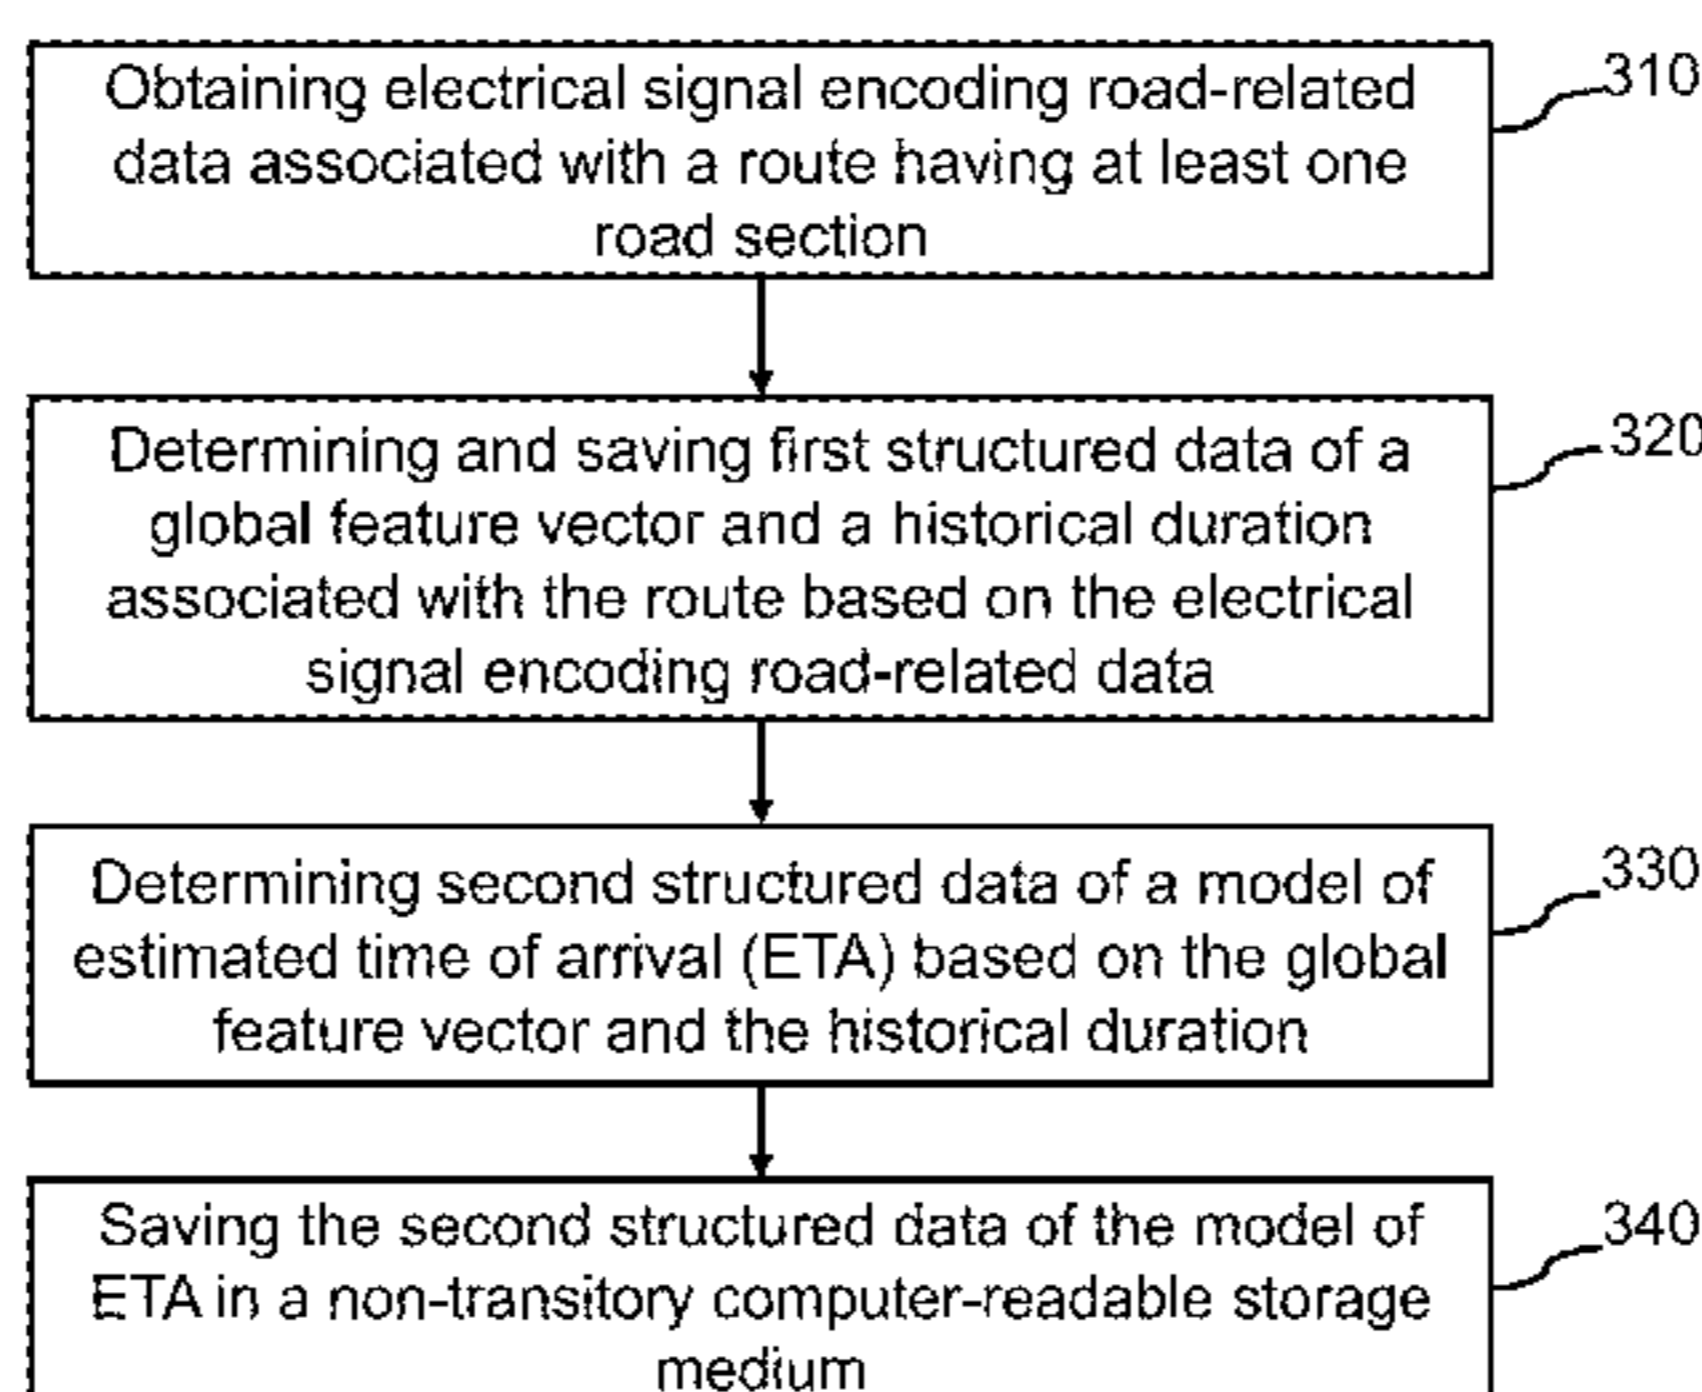 Obtaining electrical signal encoding road-related
data associated with a route having at least one
road section
310
Determining and saving first structured data of a
global feature vector and a historical duration
associated with the route based on the electrical
signal encoding road-related data
320
Determining second structured data of a model of
estimated time of arrival (ETA) based on the global
feature vector and the historical duration
330
Saving the second structured data of the model of
ETA in a non-transitory computer-readable storage
medium
340